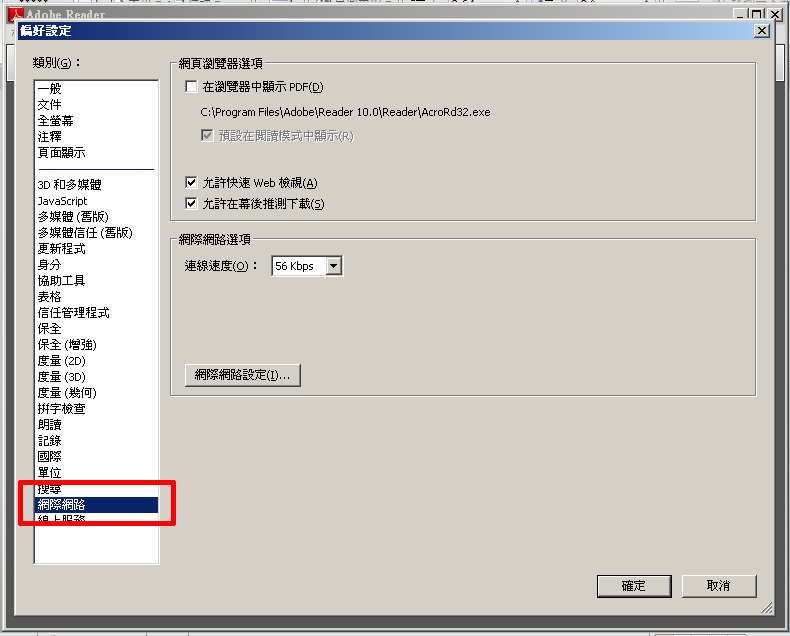 Adobe Reader
偏好設定
類別(G)：
一般
文件
全螢幕
注釋
頁面顯示
3D 和多媒體
JavaScript
多媒體 (舊版)
多媒體信任 (舊版)
更新程式
身分
協助工具
表格
信任管理程式
保全
保全 (增強)
度量 (2D)
度量 (3D)
度量 (幾何)
拼字檢查
朗讀
記錄
國際
單位
搜尋
網際網路
線上服務
網頁瀏覽器選項
在瀏覽器中顯示 PDF(D)
C:\Program Files\Adobe\Reader 10.0\Reader\AcroRd32.exe
預設在閱讀模式中顯示(R)
允許快速 Web 檢視(A)
允許在幕後推測下載(S)
網際網路選項
連線速度(O)： 56 Kbps
網際網路設定(I)...
確定 取消